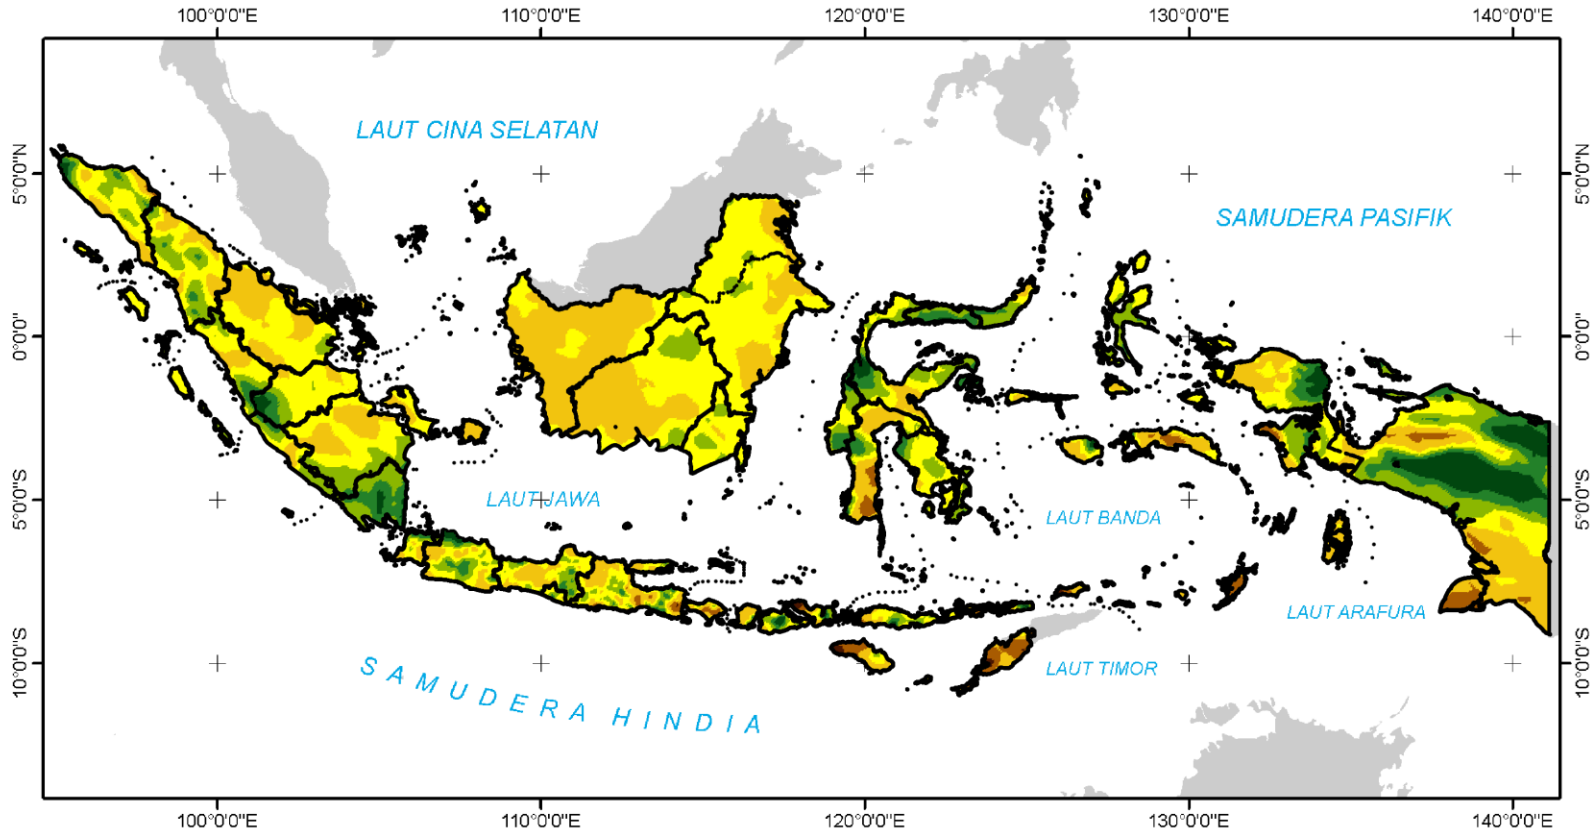 100°0'0"E 110°0'0"E 120°0'0"E 130°0'0"E 140°0'0"E
LAUT CINA SELATAN
5°0'0"N 5°0'0"N
SAMUDERA PASIFIK
0°0'0" 0°0'0"
LAUT JAWA
5°0'0"S 5°0'0"S
LAUT BANDA
LAUT ARAFURA
10°0'0"S 10°0'0"S
LAUT TIMOR
SAMUDERA HINDIA
100°0'0"E 110°0'0"E 120°0'0"E 130°0'0"E 140°0'0"E